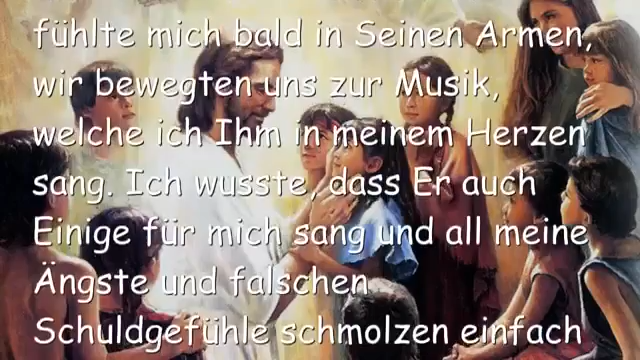 fühlte mich bald in Seinen Armen,
wir bewegten uns zur Musik,
welche ich Ihm in meinem Herzen
sang. Ich wusste, dass Er auch
Einige für mich sang und all meine
Ängste und falschen
Schuldgefühle schmolzen einfach